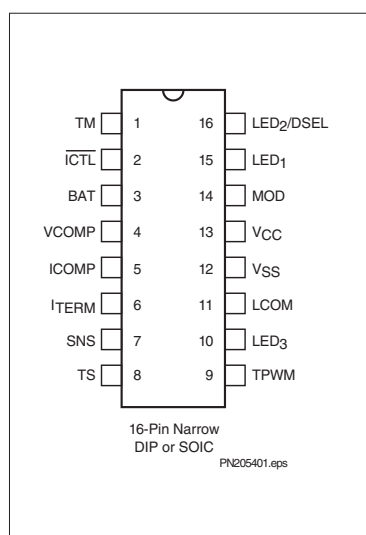 TM 1 16 LED2/DSEL
ICTL 2 15 LED1
BAT 3 14 MOD
VCOMP 4 13 VCC
ICOMP 5 12 VSS
ITERM 6 11 LCOM
SNS 7 10 LED3
TS 8 9 TPWM
16-Pin Narrow
DIP or SOIC
PN205401.eps